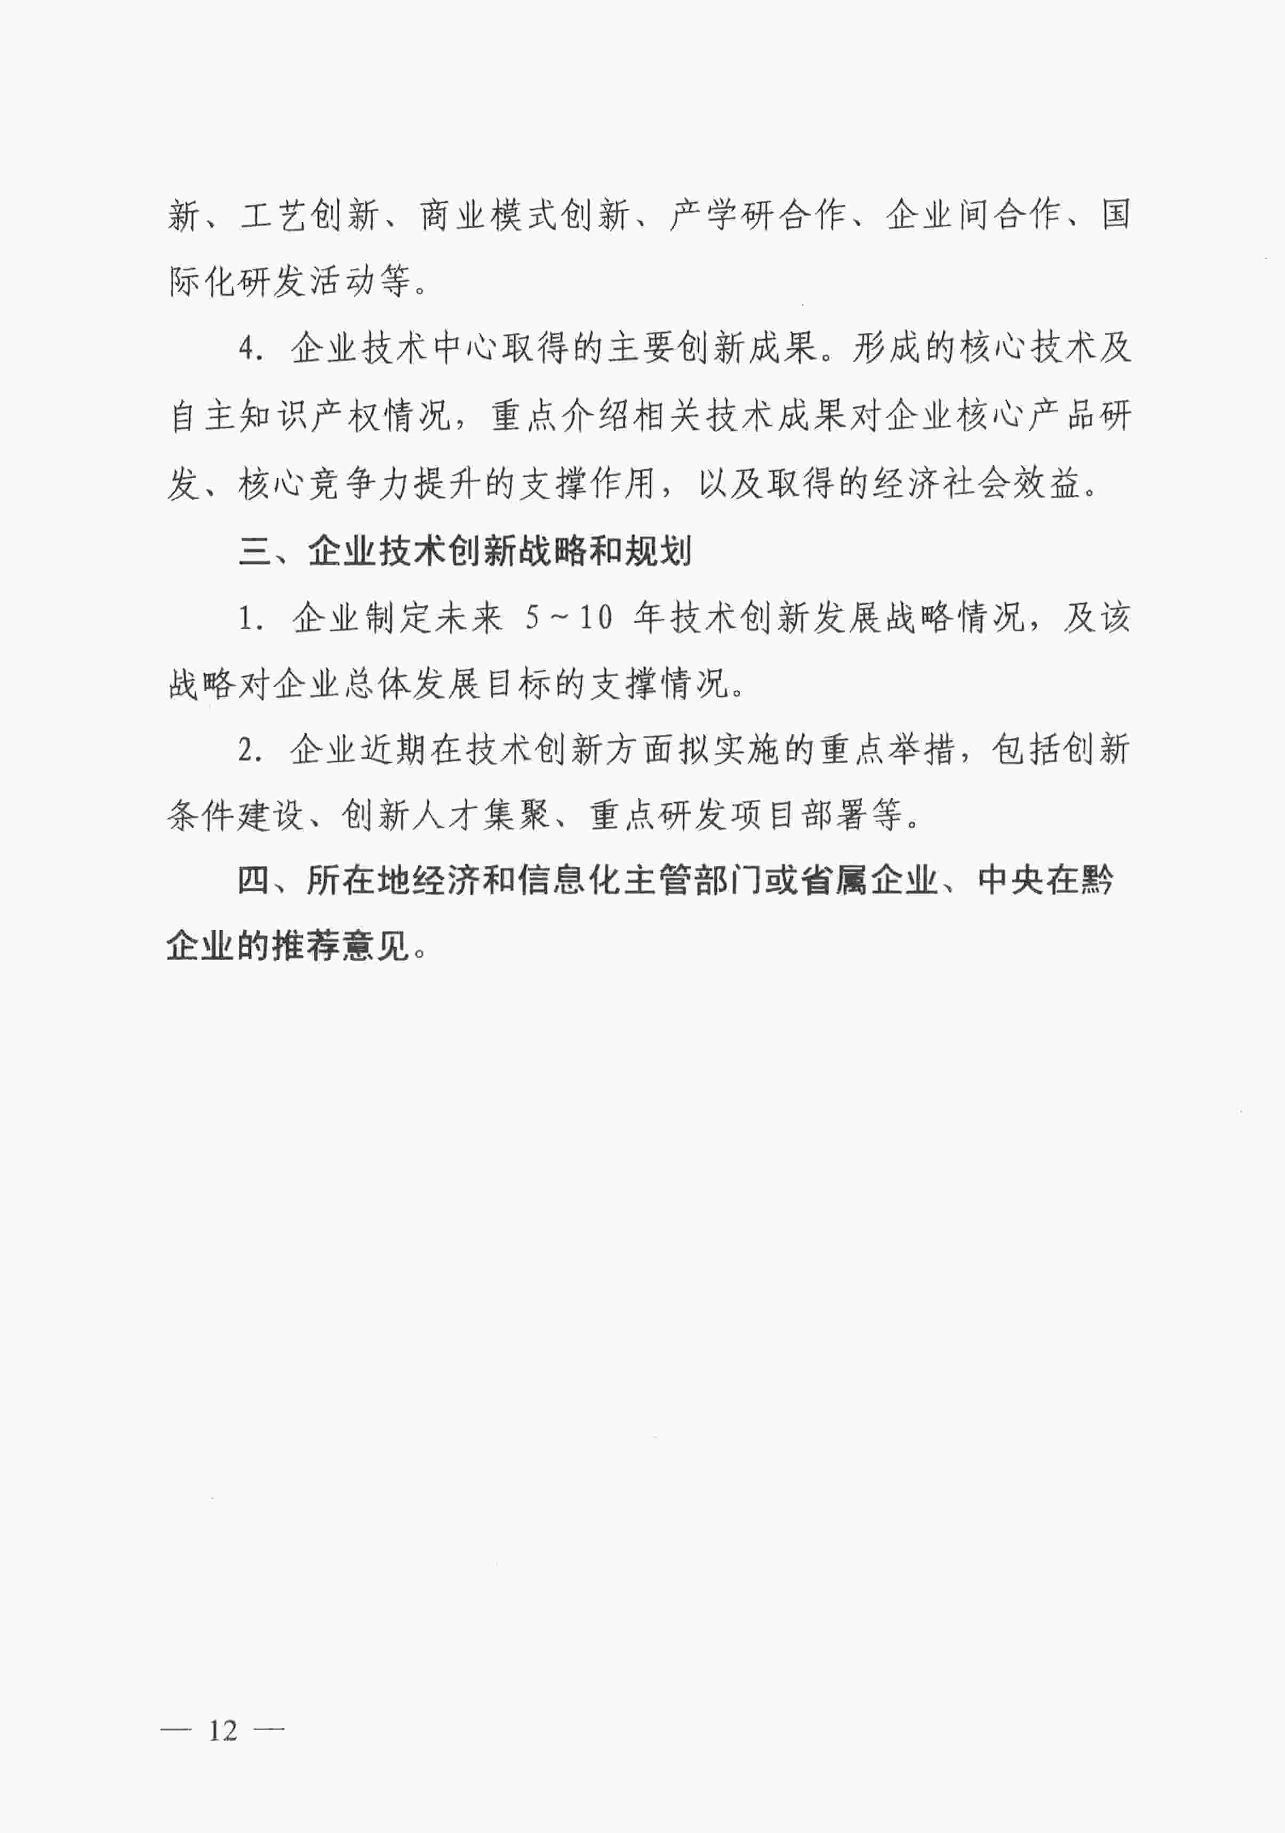 新、工艺创新、商业模式创新、产学研合作、企业间合作、国
际化研发活动等。
4. 企业技术中心取得的主要创新成果。形成的核心技术及
自主知识产权情况，重点介绍相关技术成果对企业核心产品研
发、核心竞争力提升的支撑作用，以及取得的经济社会效益。
三、企业技术创新战略和规划
1. 企业制定未来 5~10 年技术创新发展战略情况，及该
战略对企业总体发展目标的支撑情况。
2. 企业近期在技术创新方面拟实施的重点举措，包括创新
条件建设、创新人才集聚、重点研发项目部署等。
四、所在地经济和信息化主管部门或省属企业、中央在黔
企业的推荐意见。
— 12 —